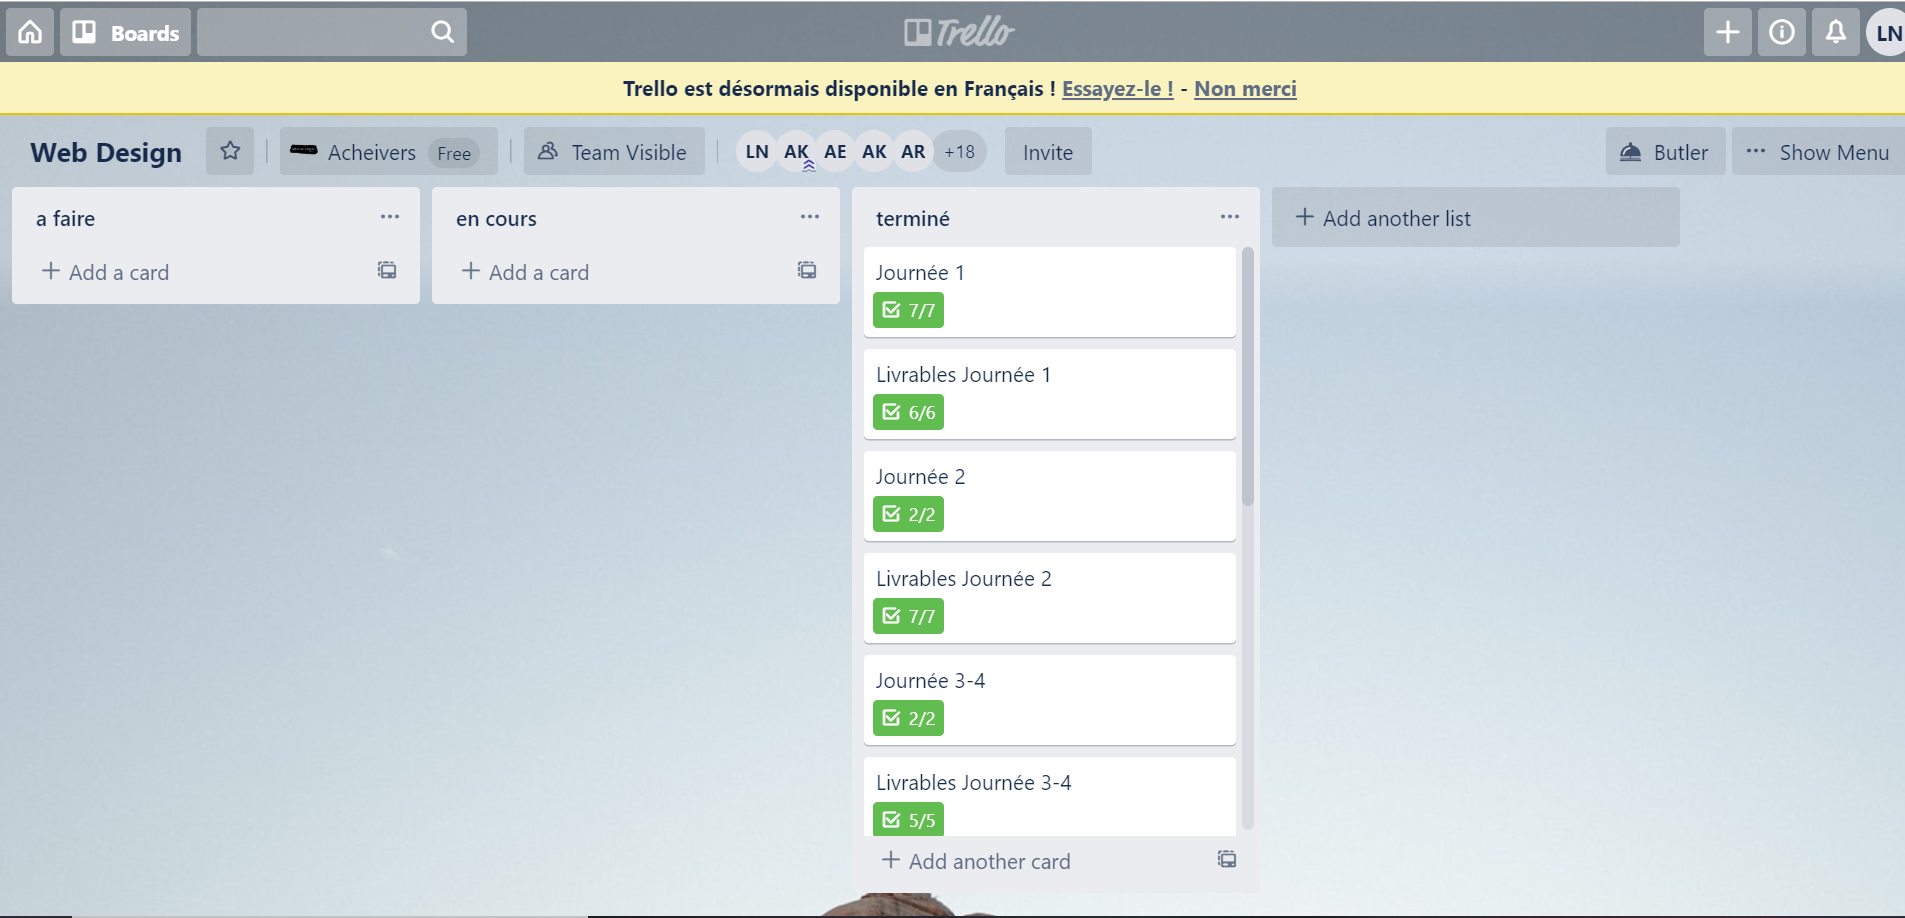 Boards
Trello
LN
Trello est désormais disponible en Français ! Essayez-le ! - Non merci
Web Design
Acheivers Free
Team Visible
LN AK AE AK AR +18
Invite
Butler
... Show Menu
a faire ...
+ Add a card
en cours ...
+ Add a card
terminé ...
Journée 1
7/7
Livrables Journée 1
6/6
Journée 2
2/2
Livrables Journée 2
7/7
Journée 3-4
2/2
Livrables Journée 3-4
5/5
+ Add another card
+ Add another list